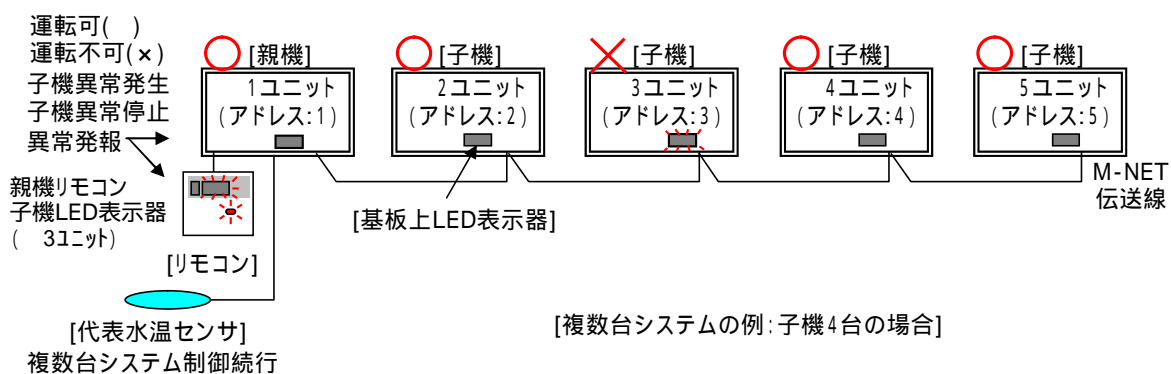 運転可(　)
運転不可(×)
子機異常発生
子機異常停止
異常発報
[親機]
1ユニット
(アドレス:1)
[子機]
2ユニット
(アドレス:2)
[子機]
3ユニット
(アドレス:3)
[子機]
4ユニット
(アドレス:4)
[子機]
5ユニット
(アドレス:5)
M-NET
伝送線
親機リモコン
子機LED表示器
(　3ユニット)
[リモコン]
[基板上LED表示器]
[代表水温センサ]
複数台システム制御続行
[複数台システムの例:子機4台の場合]